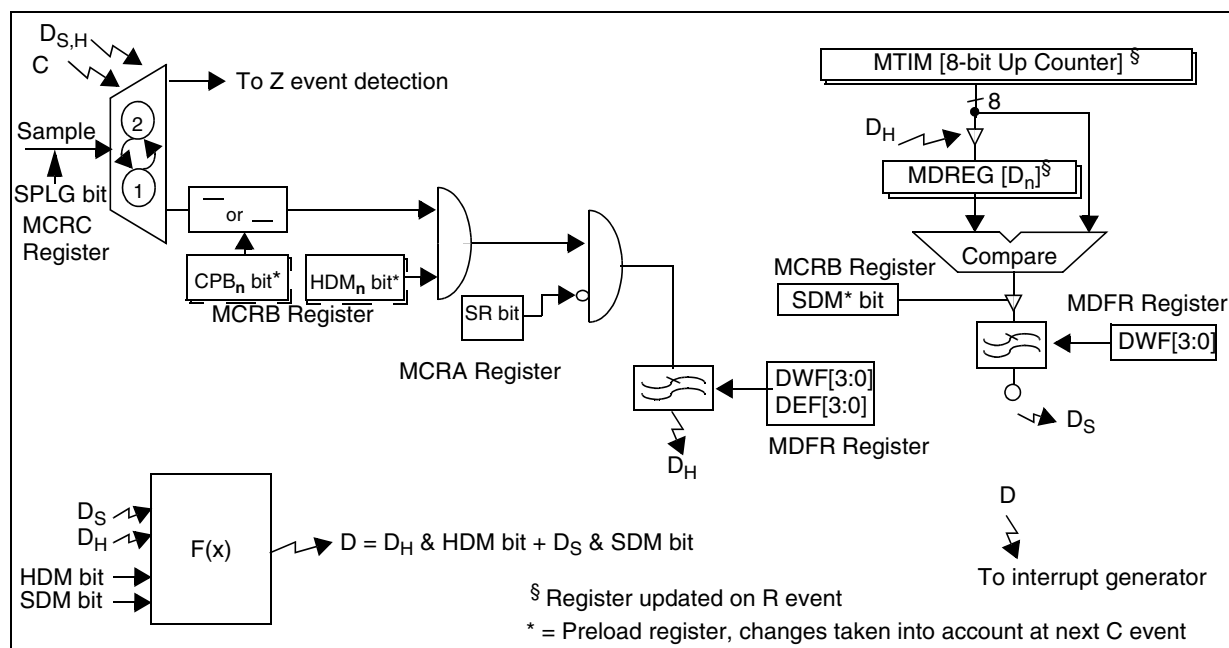 D_S,H
C
To Z event detection
Sample
2
1
SPLG bit
MCRC
Register
or
CPB_n bit*
HDM_n bit*
MCRB Register
SR bit
MCRA Register
DWF[3:0]
DEF[3:0]
MDFR Register
D_H
MTIM [8-bit Up Counter] §
8
D_H
MDREG [D_n]§
Compare
MCRB Register
SDM* bit
MDFR Register
DWF[3:0]
D_S
D_S
D_H
HDM bit
SDM bit
F(x)
D = D_H & HDM bit + D_S & SDM bit
D
To interrupt generator
§ Register updated on R event
* = Preload register, changes taken into account at next C event